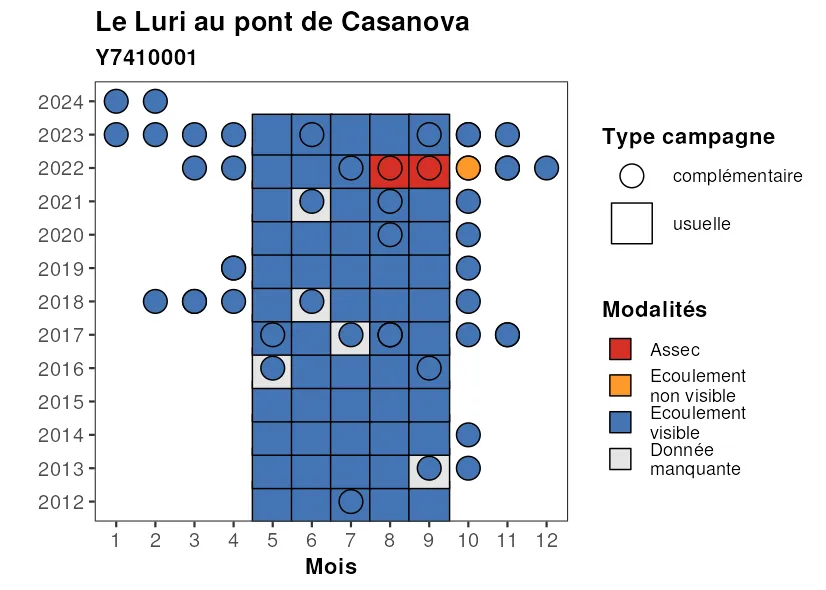 Le Luri au pont de Casanova
Y7410001
2024
2023
2022
2021
2020
2019
2018
2017
2016
2015
2014
2013
2012
1 2 3 4 5 6 7 8 9 10 11 12
Mois
Type campagne
complémentaire
usuelle
Modalités
Assec
Ecoulement
non visible
Ecoulement
visible
Donnée
manquante